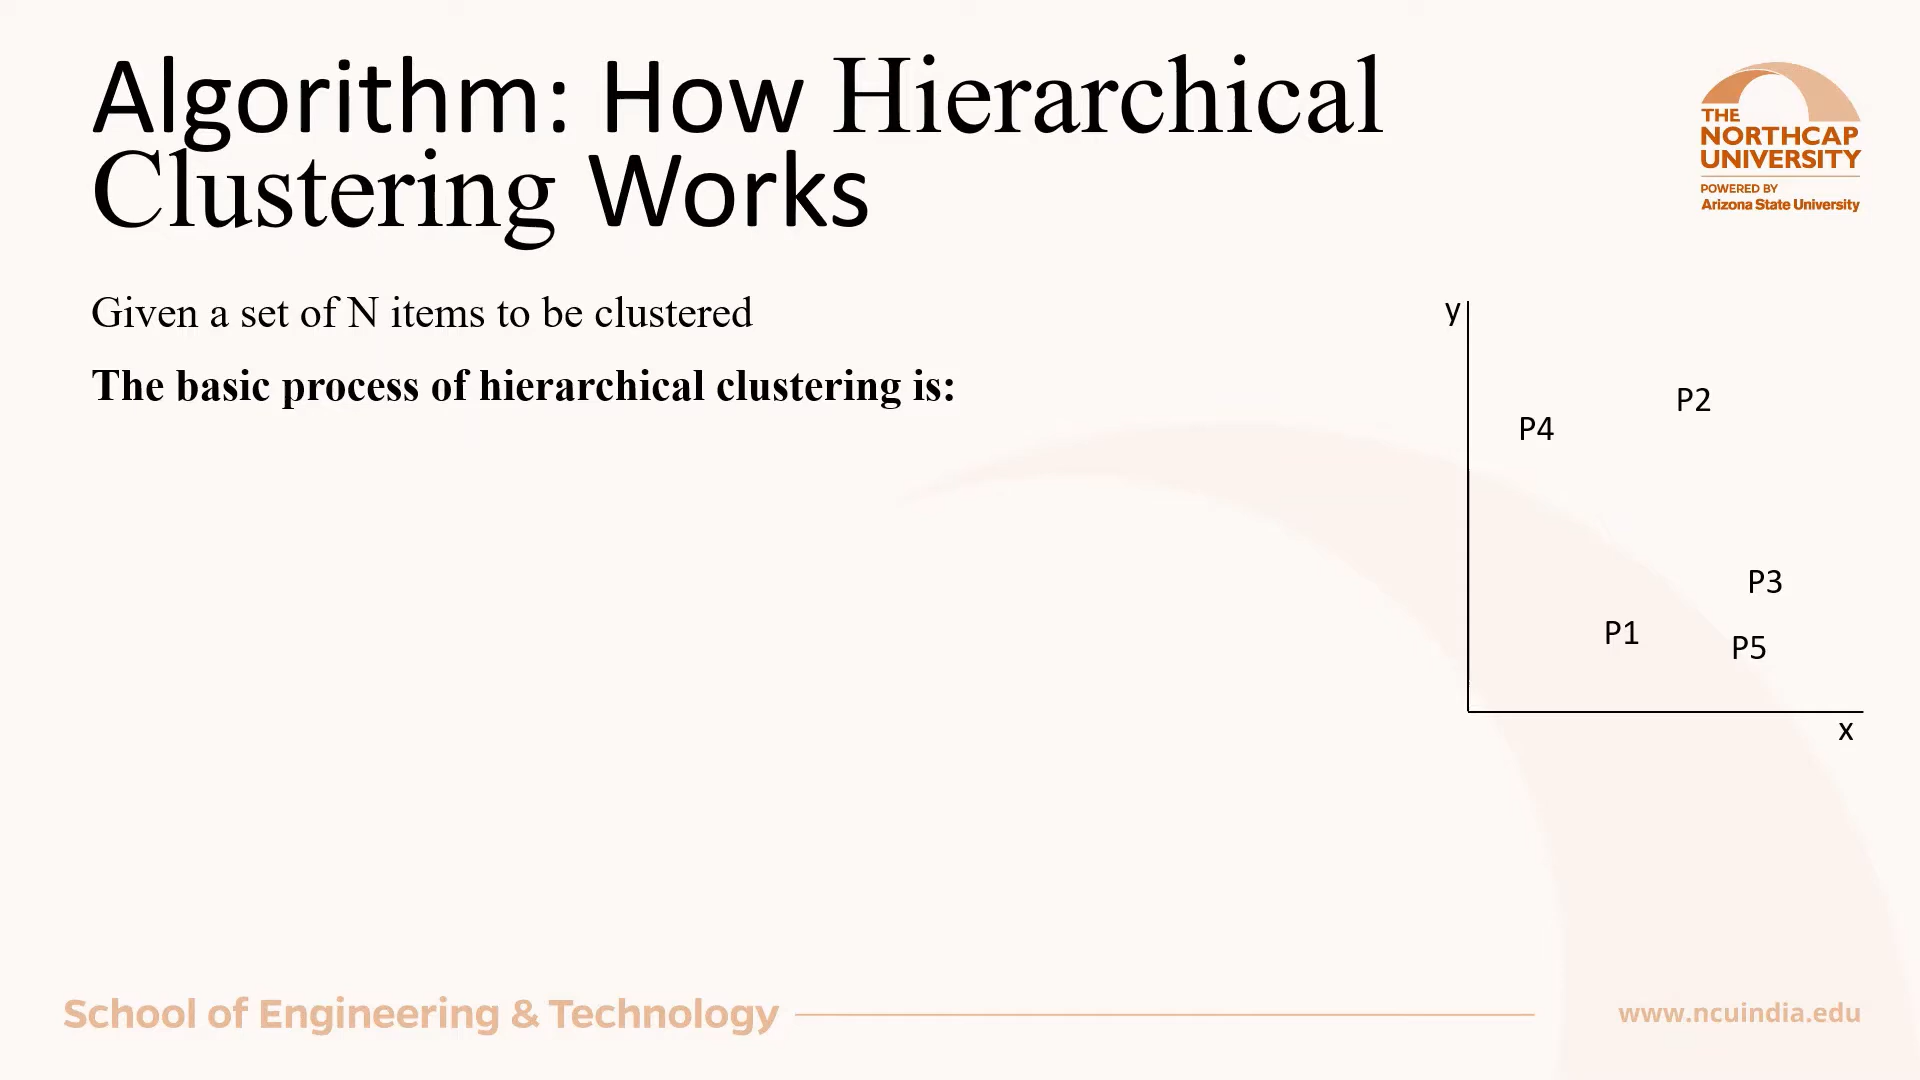 Algorithm: How Hierarchical
Clustering Works
THE
NORTHCAP
UNIVERSITY
POWERED BY
Arizona State University
Given a set of N items to be clustered
The basic process of hierarchical clustering is:
y
P2
P4
P3
P1
P5
x
School of Engineering & Technology
www.ncuindia.edu